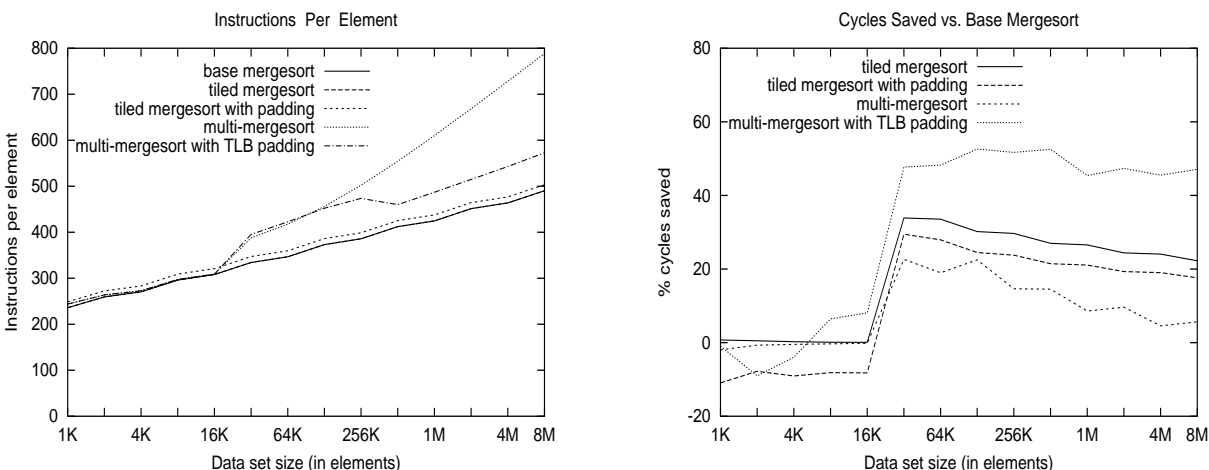 Instructions Per Element
800
700
600
500
400
300
200
100
0
Instructions per element
base mergesort
tiled mergesort
tiled mergesort with padding
multi-mergesort
multi-mergesort with TLB padding
1K
4K
16K
64K
256K
1M
4M
8M
Data set size (in elements)
Cycles Saved vs. Base Mergesort
80
60
40
20
0
-20
% cycles saved
tiled mergesort
tiled mergesort with padding
multi-mergesort
multi-mergesort with TLB padding
1K
4K
16K
64K
256K
1M
4M
8M
Data set size (in elements)